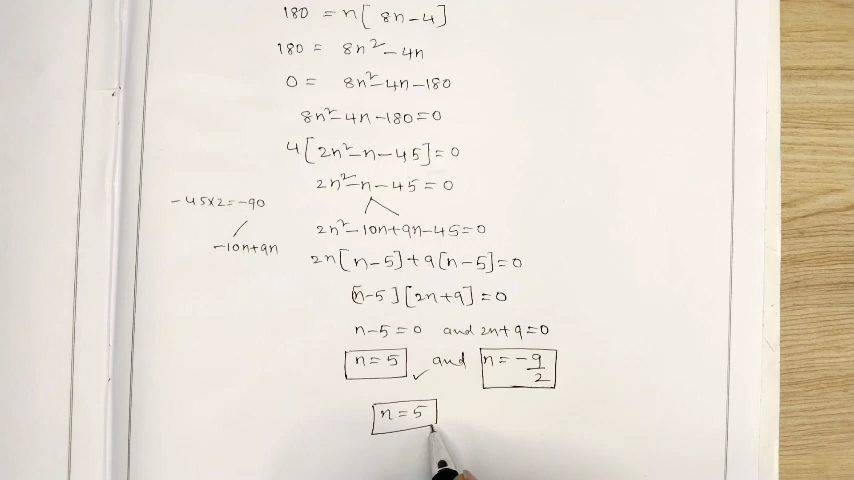 180 = n[ 8n-4]
180 = 8n² - 4n
0 = 8n²-4n-180
8n²-4n-180=0
4[2n²-n-45]=0
2n²-n-45=0
-45x2=-90
-10n+9n
2n²-10n+9n-45=0
2n[n-5]+9[n-5]=0
[n-5][2n+9]=0
n-5=0 and 2n+9=0
n=5 ✓ and n=-9/2
n=5